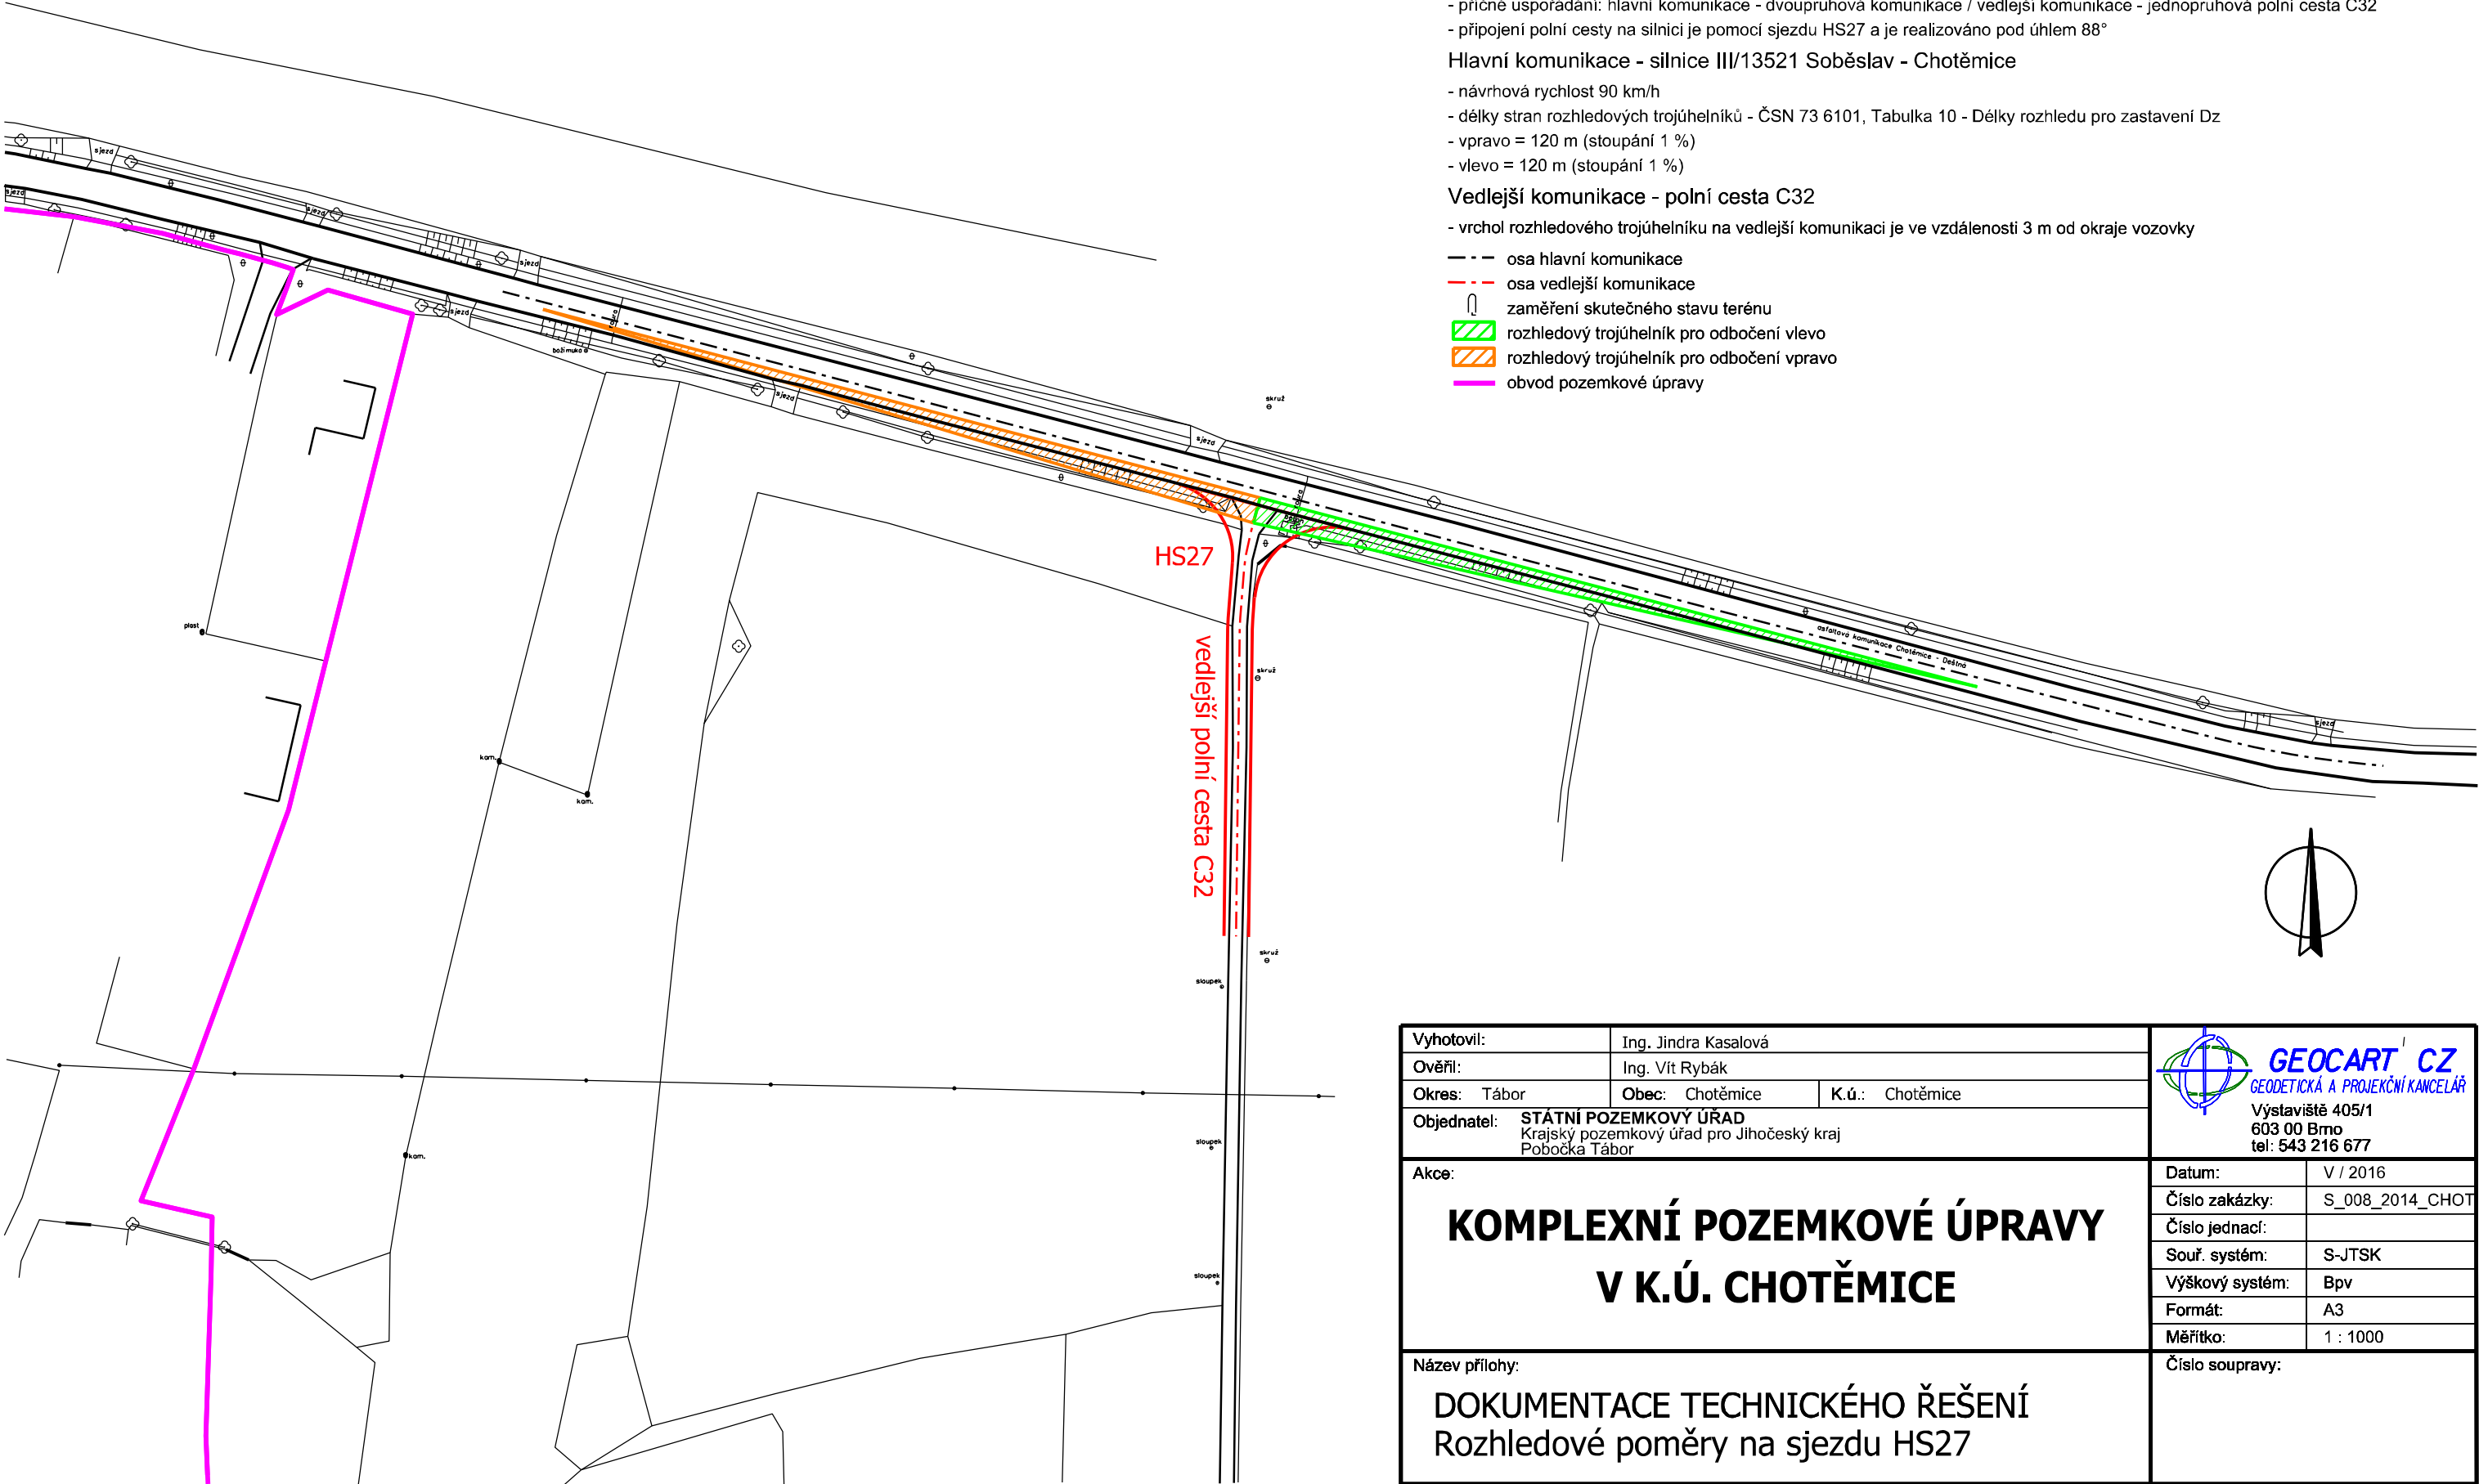 - příčné uspořádání: hlavní komunikace - dvoupruhová komunikace / vedlejší komunikace - jednopruhová polní cesta C32
- připojení polní cesty na silnici je pomocí sjezdu HS27 a je realizováno pod úhlem 88°
Hlavní komunikace - silnice III/13521 Soběslav - Chotěmice
- návrhová rychlost 90 km/h
- délky stran rozhledových trojúhelníků - ČSN 73 6101, Tabulka 10 - Délky rozhledu pro zastavení Dz
- vpravo = 120 m (stoupání 1 %)
- vlevo = 120 m (stoupání 1 %)
Vedlejší komunikace - polní cesta C32
- vrchol rozhledového trojúhelníku na vedlejší komunikaci je ve vzdálenosti 3 m od okraje vozovky
osa hlavní komunikace
osa vedlejší komunikace
zaměření skutečného stavu terénu
rozhledový trojúhelník pro odbočení vlevo
rozhledový trojúhelník pro odbočení vpravo
obvod pozemkové úpravy
sjezd
sjezd
sjezd
sjezd
sjezd
boží muka
sjezd
skruž
sjezd
HS27
asfaltová komunikace Chotěmice - Deštná
plast
skruž
vedlejší polní cesta C32
sjezd
kam.
kam.
skruž
sloupek
sloupek
kam.
sloupek
Vyhotovil: Ing. Jindra Kasalová
Ověřil: Ing. Vít Rybák
Okres: Tábor Obec: Chotěmice K.ú.: Chotěmice
Objednatel: STÁTNÍ POZEMKOVÝ ÚŘAD
Krajský pozemkový úřad pro Jihočeský kraj
Pobočka Tábor
GEOCART CZ
GEODETICKÁ A PROJEKČNÍ KANCELÁŘ
Výstaviště 405/1
603 00 Brno
tel: 543 216 677
Akce:
KOMPLEXNÍ POZEMKOVÉ ÚPRAVY
V K.Ú. CHOTĚMICE
Datum: V / 2016
Číslo zakázky: S_008_2014_CHOT
Číslo jednací:
Souř. systém: S-JTSK
Výškový systém: Bpv
Formát: A3
Měřítko: 1 : 1000
Název přílohy:
DOKUMENTACE TECHNICKÉHO ŘEŠENÍ
Rozhledové poměry na sjezdu HS27
Číslo soupravy: